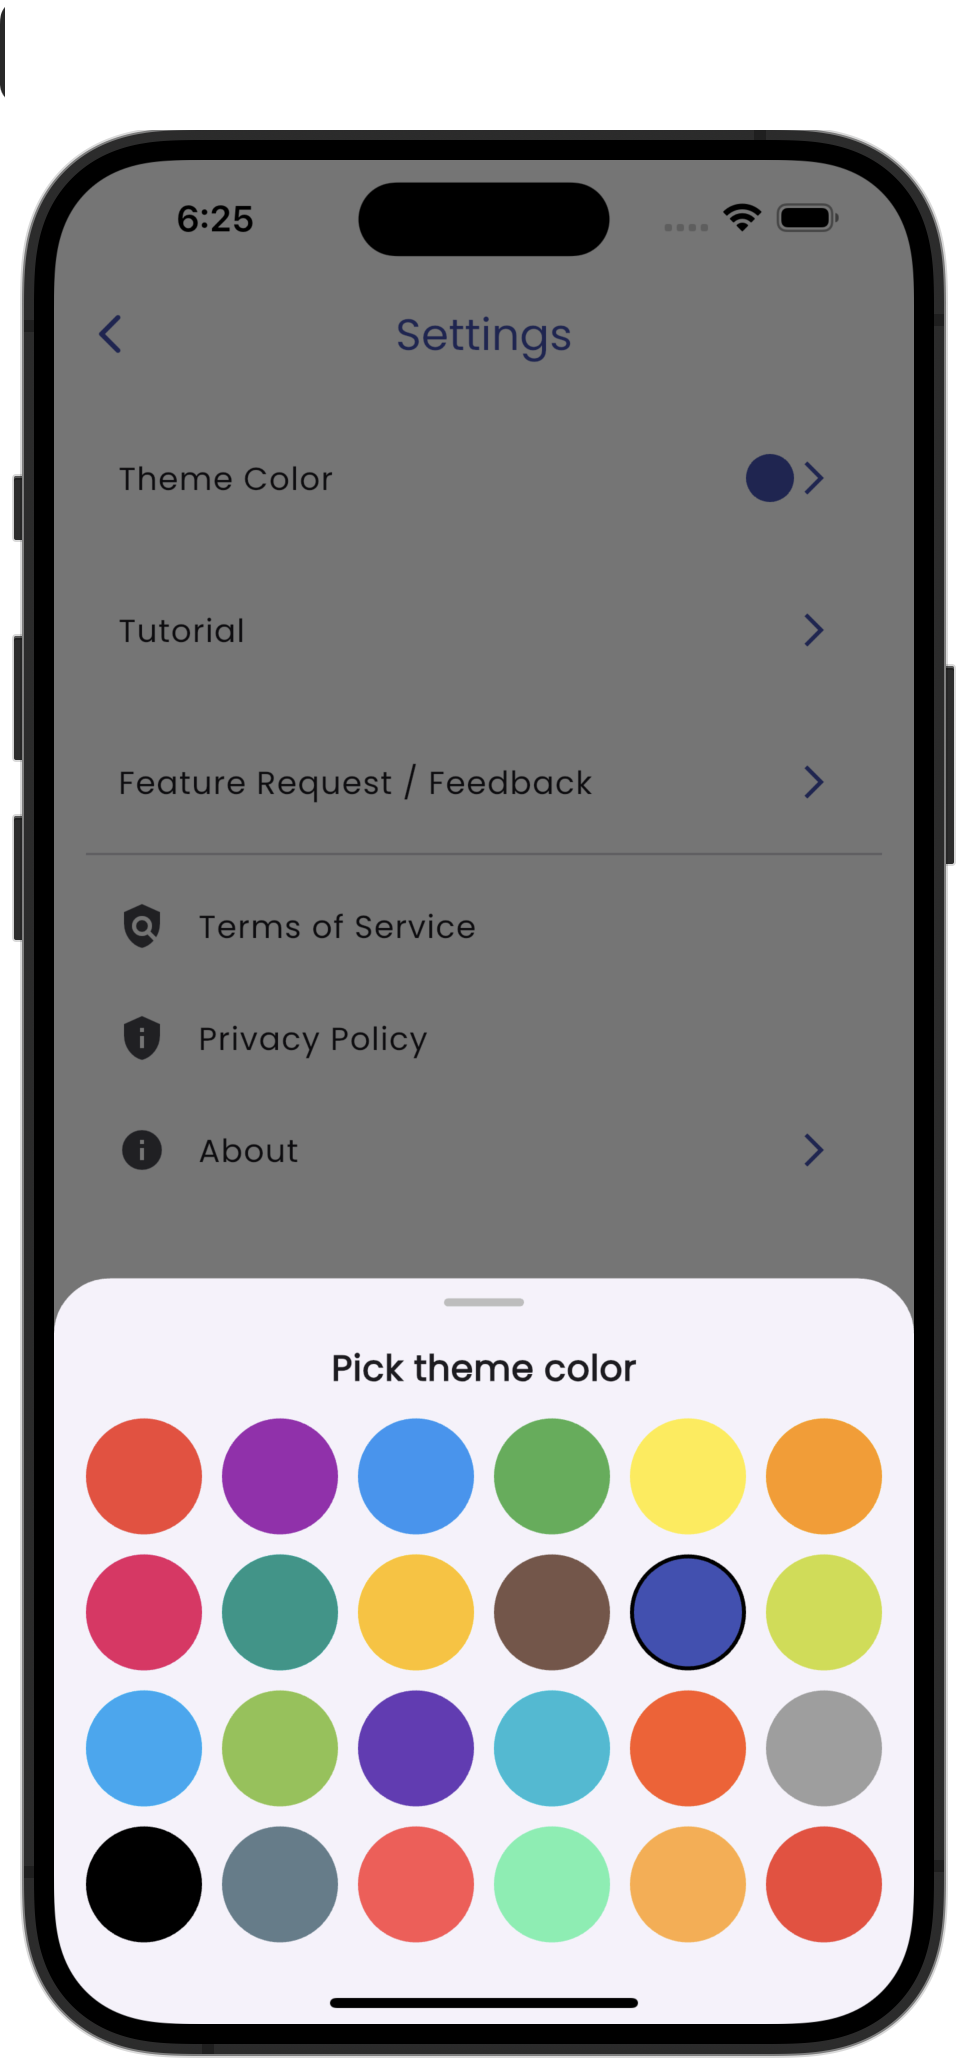 6:25
Settings
Theme Color
Tutorial
Feature Request / Feedback
Terms of Service
Privacy Policy
About
Pick theme color